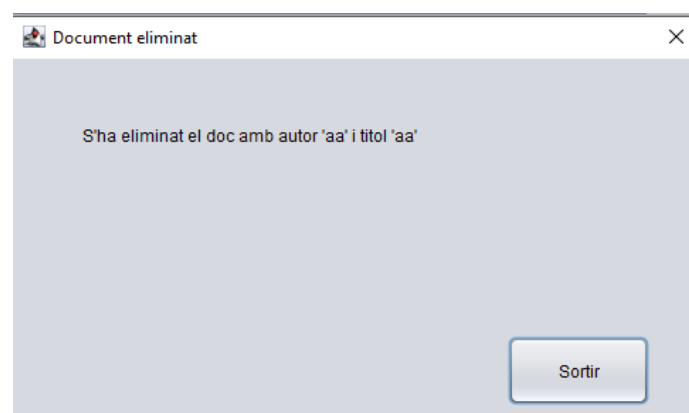 Document eliminat
S'ha eliminat el doc amb autor 'aa' i titol 'aa'
Sortir